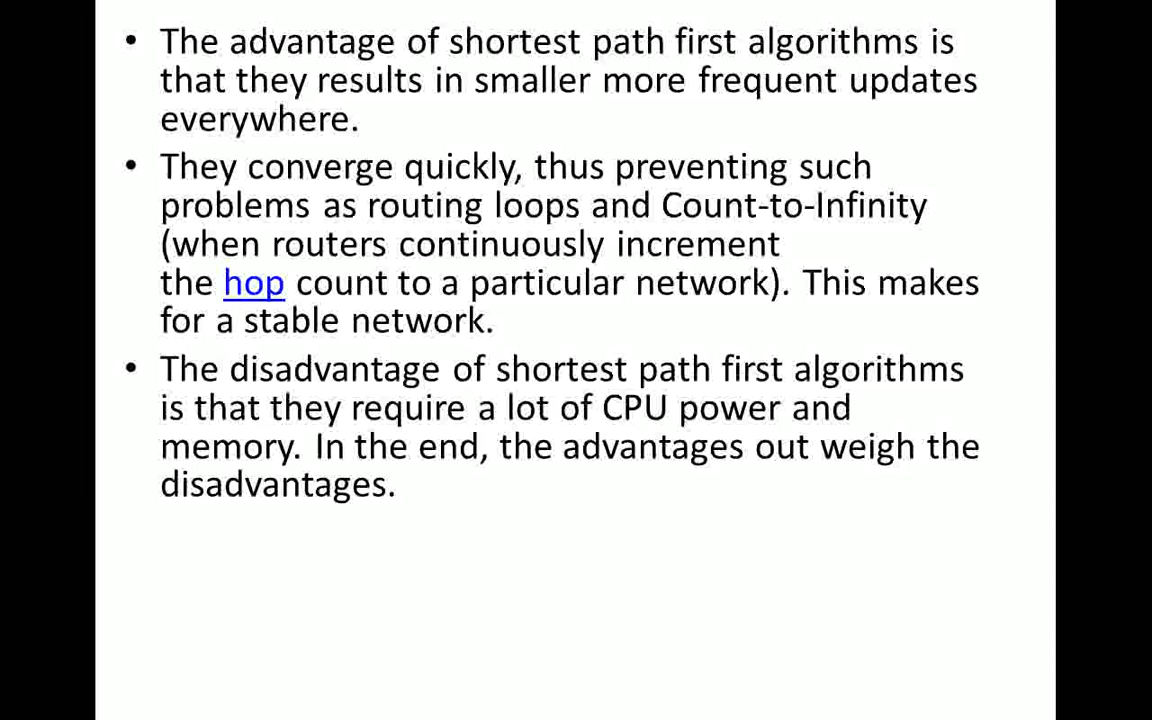 • The advantage of shortest path first algorithms is
that they results in smaller more frequent updates
everywhere.
• They converge quickly, thus preventing such
problems as routing loops and Count-to-Infinity
(when routers continuously increment
the hop count to a particular network). This makes
for a stable network.
• The disadvantage of shortest path first algorithms
is that they require a lot of CPU power and
memory. In the end, the advantages out weigh the
disadvantages.